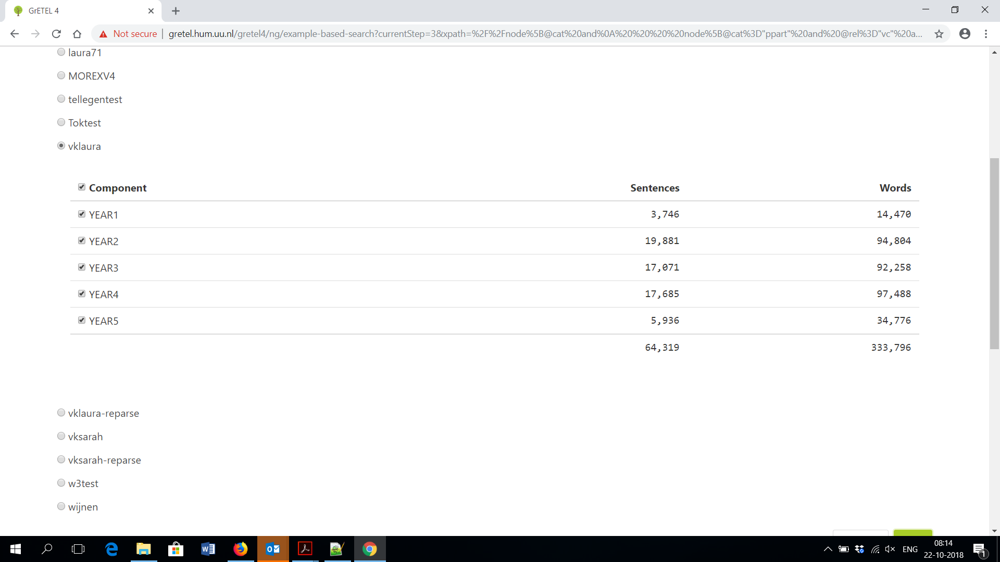 GrETEL 4
Not secure | gretel.hum.uu.nl/gretel4/ng/example-based-search?currentStep=3&xpath=%2F%2Fnode%5B@cat%20and%0A%20%20%20%20node%5B@cat%3D"ppart"%20and%20@rel%3D"vc"%20a...
laura71
MOREXV4
tellegentest
Toktest
vklaura
Component Sentences Words
YEAR1 3,746 14,470
YEAR2 19,881 94,804
YEAR3 17,071 92,258
YEAR4 17,685 97,488
YEAR5 5,936 34,776
64,319 333,796
vklaura-reparse
vksarah
vksarah-reparse
w3test
wijnen
ENG
08:14
22-10-2018
1